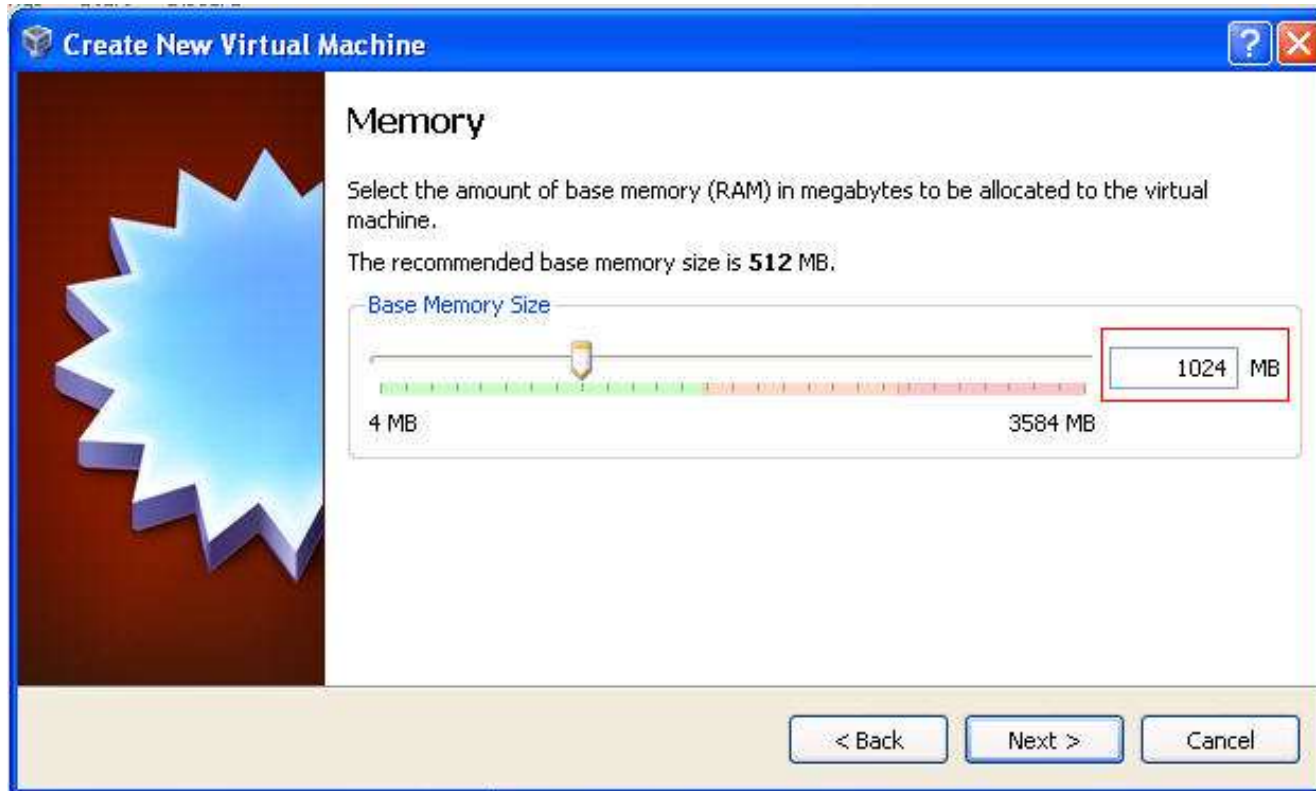 Create New Virtual Machine
?
Memory
Select the amount of base memory (RAM) in megabytes to be allocated to the virtual
machine.
The recommended base memory size is 512 MB.
Base Memory Size
1024 MB
4 MB 3584 MB
< Back Next > Cancel